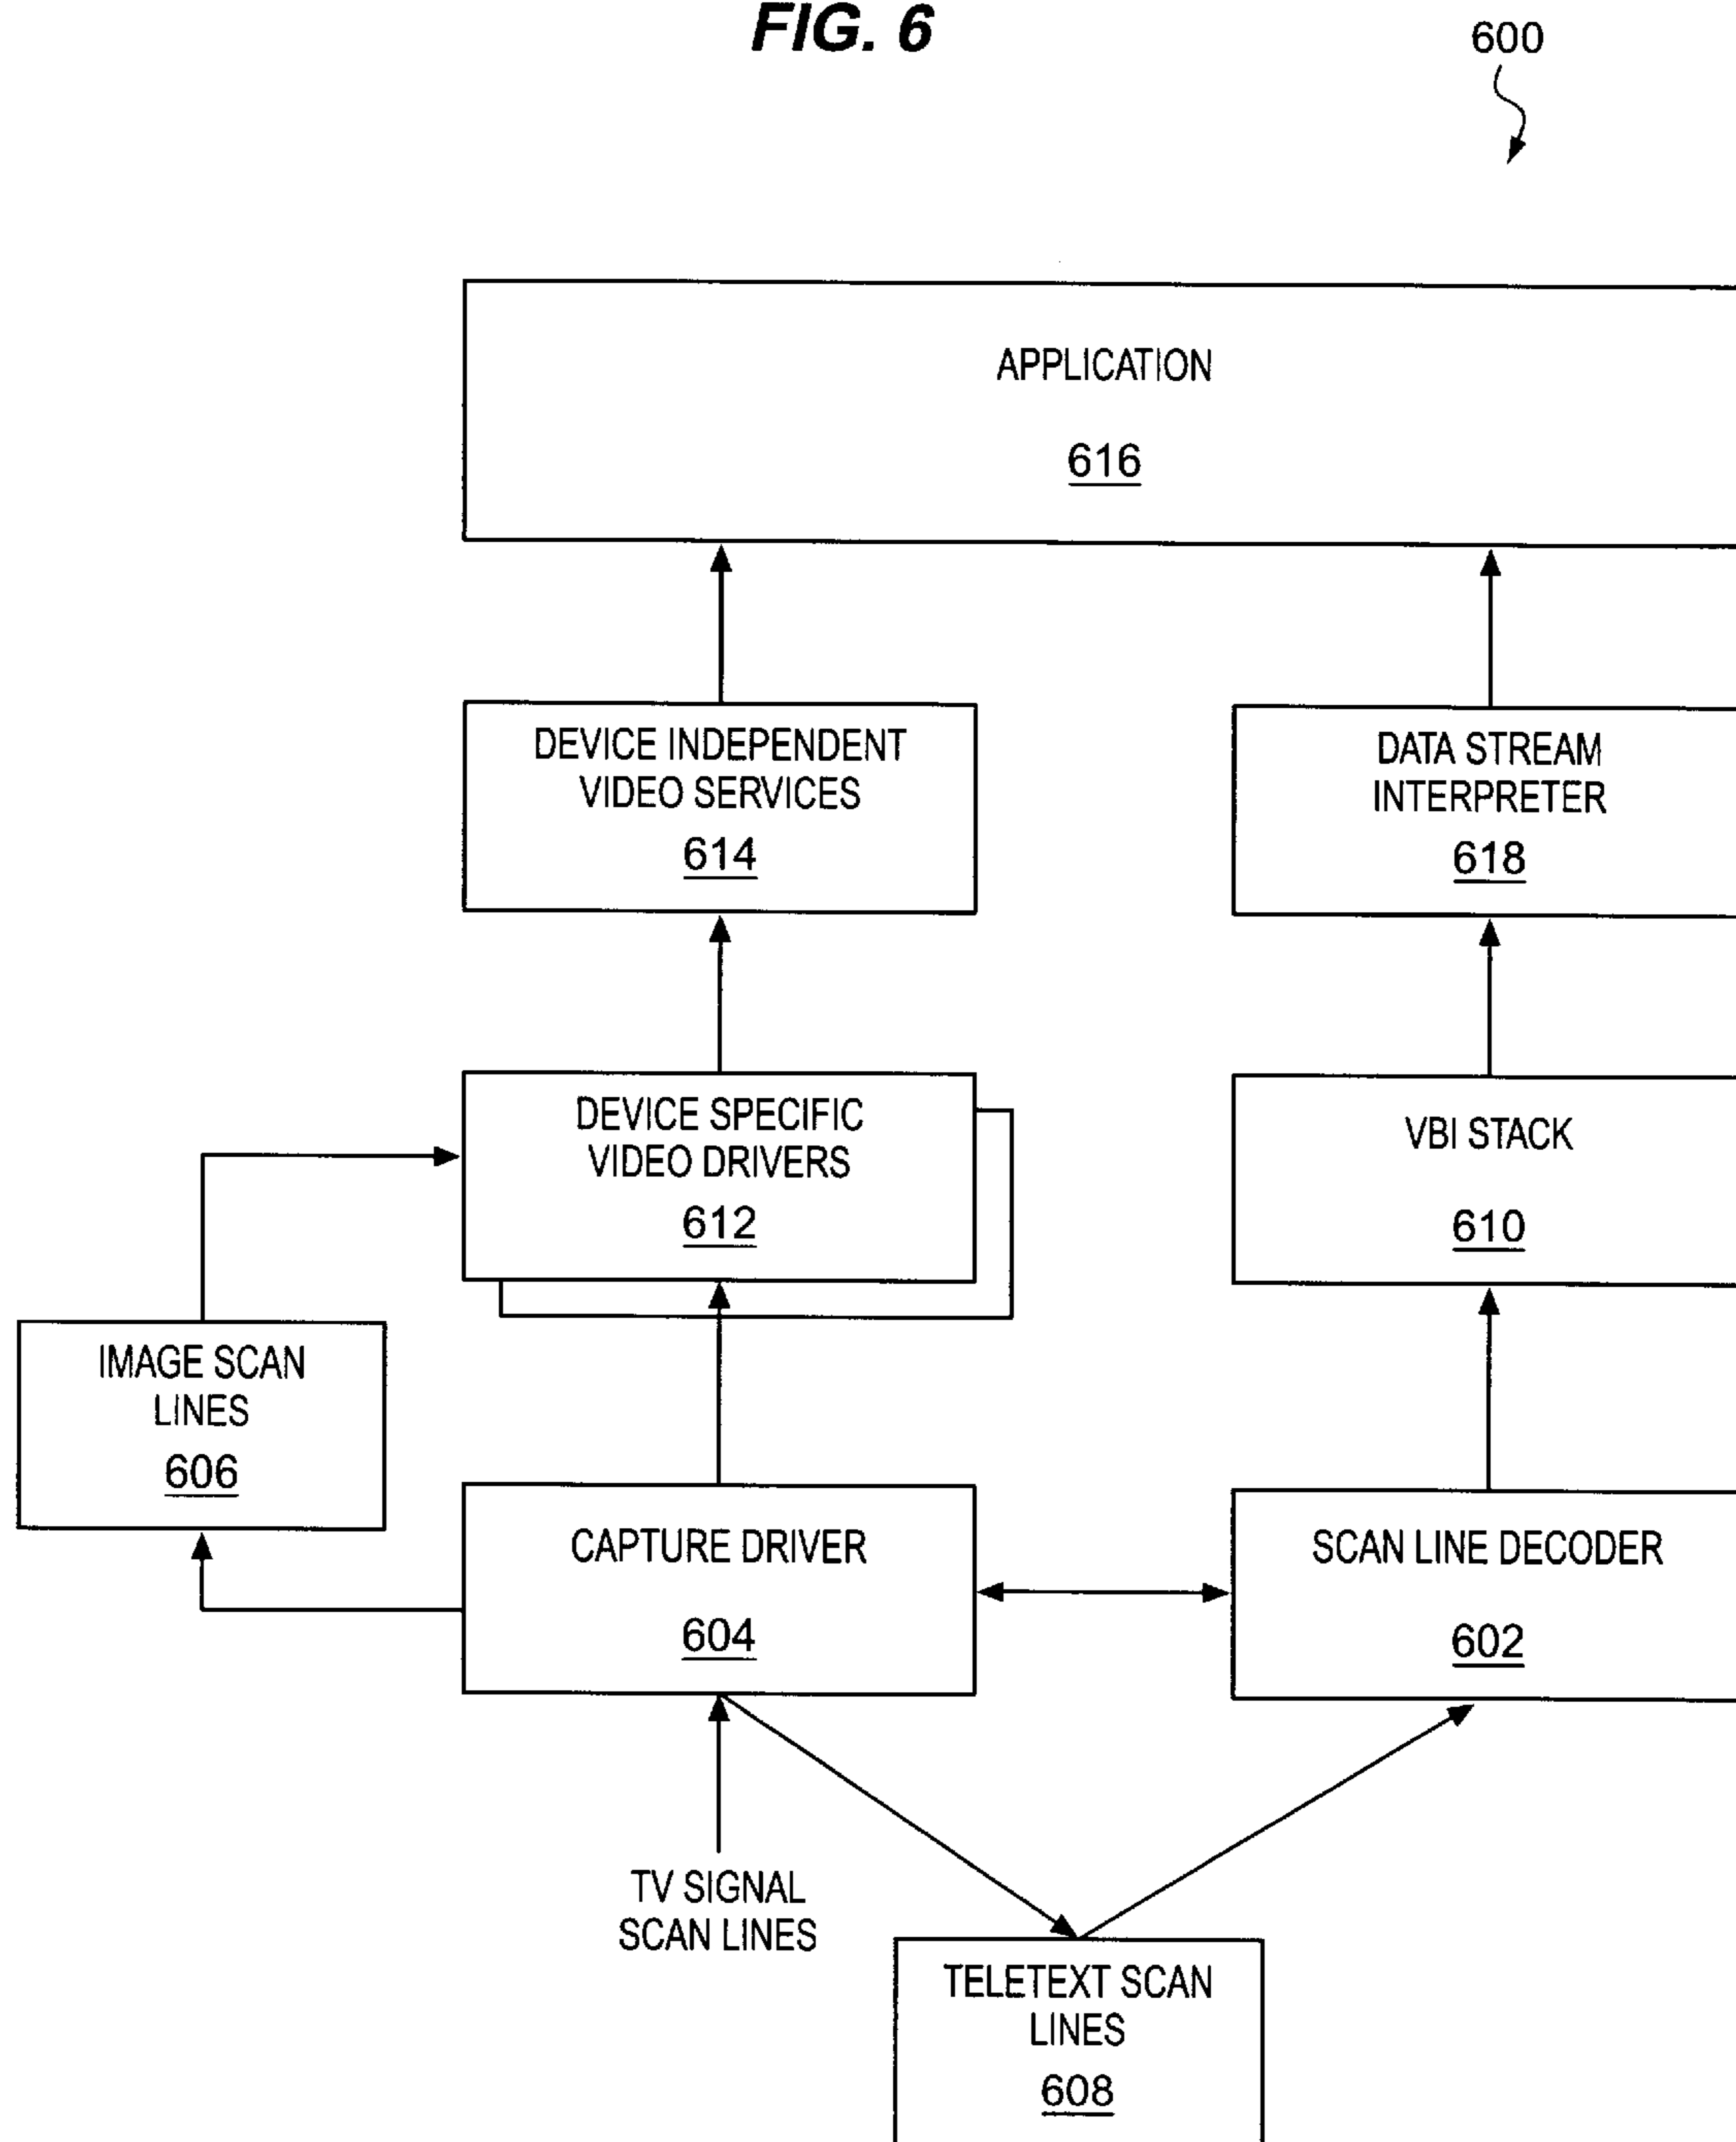 FIG. 6
600
APPLICATION
616
DEVICE INDEPENDENT
VIDEO SERVICES
614
DATA STREAM
INTERPRETER
618
DEVICE SPECIFIC
VIDEO DRIVERS
612
VBI STACK
610
IMAGE SCAN
LINES
606
CAPTURE DRIVER
604
SCAN LINE DECODER
602
TV SIGNAL
SCAN LINES
TELETEXT SCAN
LINES
608